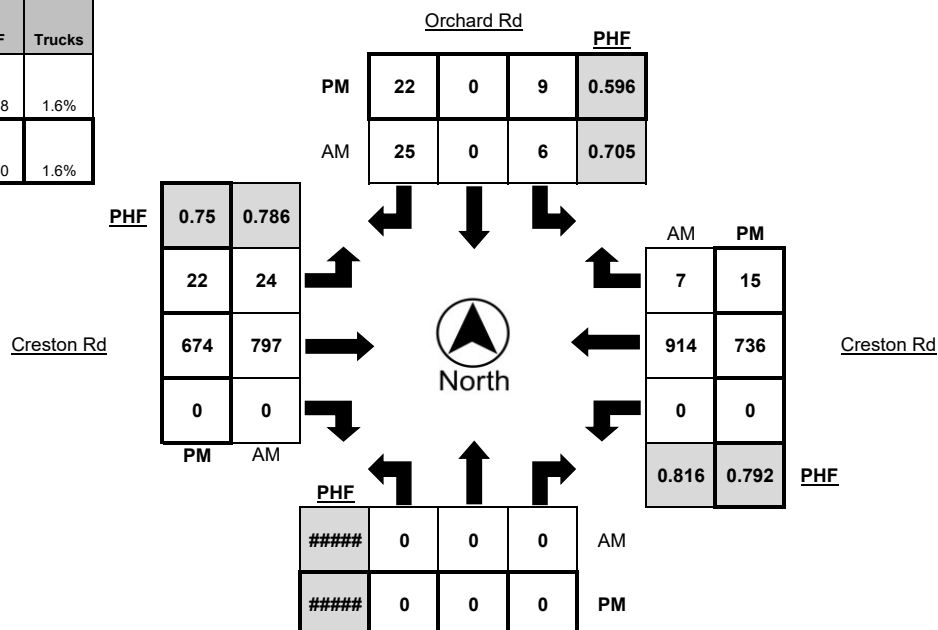 Orchard Rd
PHF
F Trucks
PM 22 0 9 0.596
8 1.6%
AM 25 0 6 0.705
0 1.6%
PHF 0.75 0.786
AM PM
22 24
7 15
Creston Rd 674 797
914 736 Creston Rd
North
0 0
0 0
PM AM
0.816 0.792 PHF
PHF
##### 0 0 0 AM
##### 0 0 0 PM